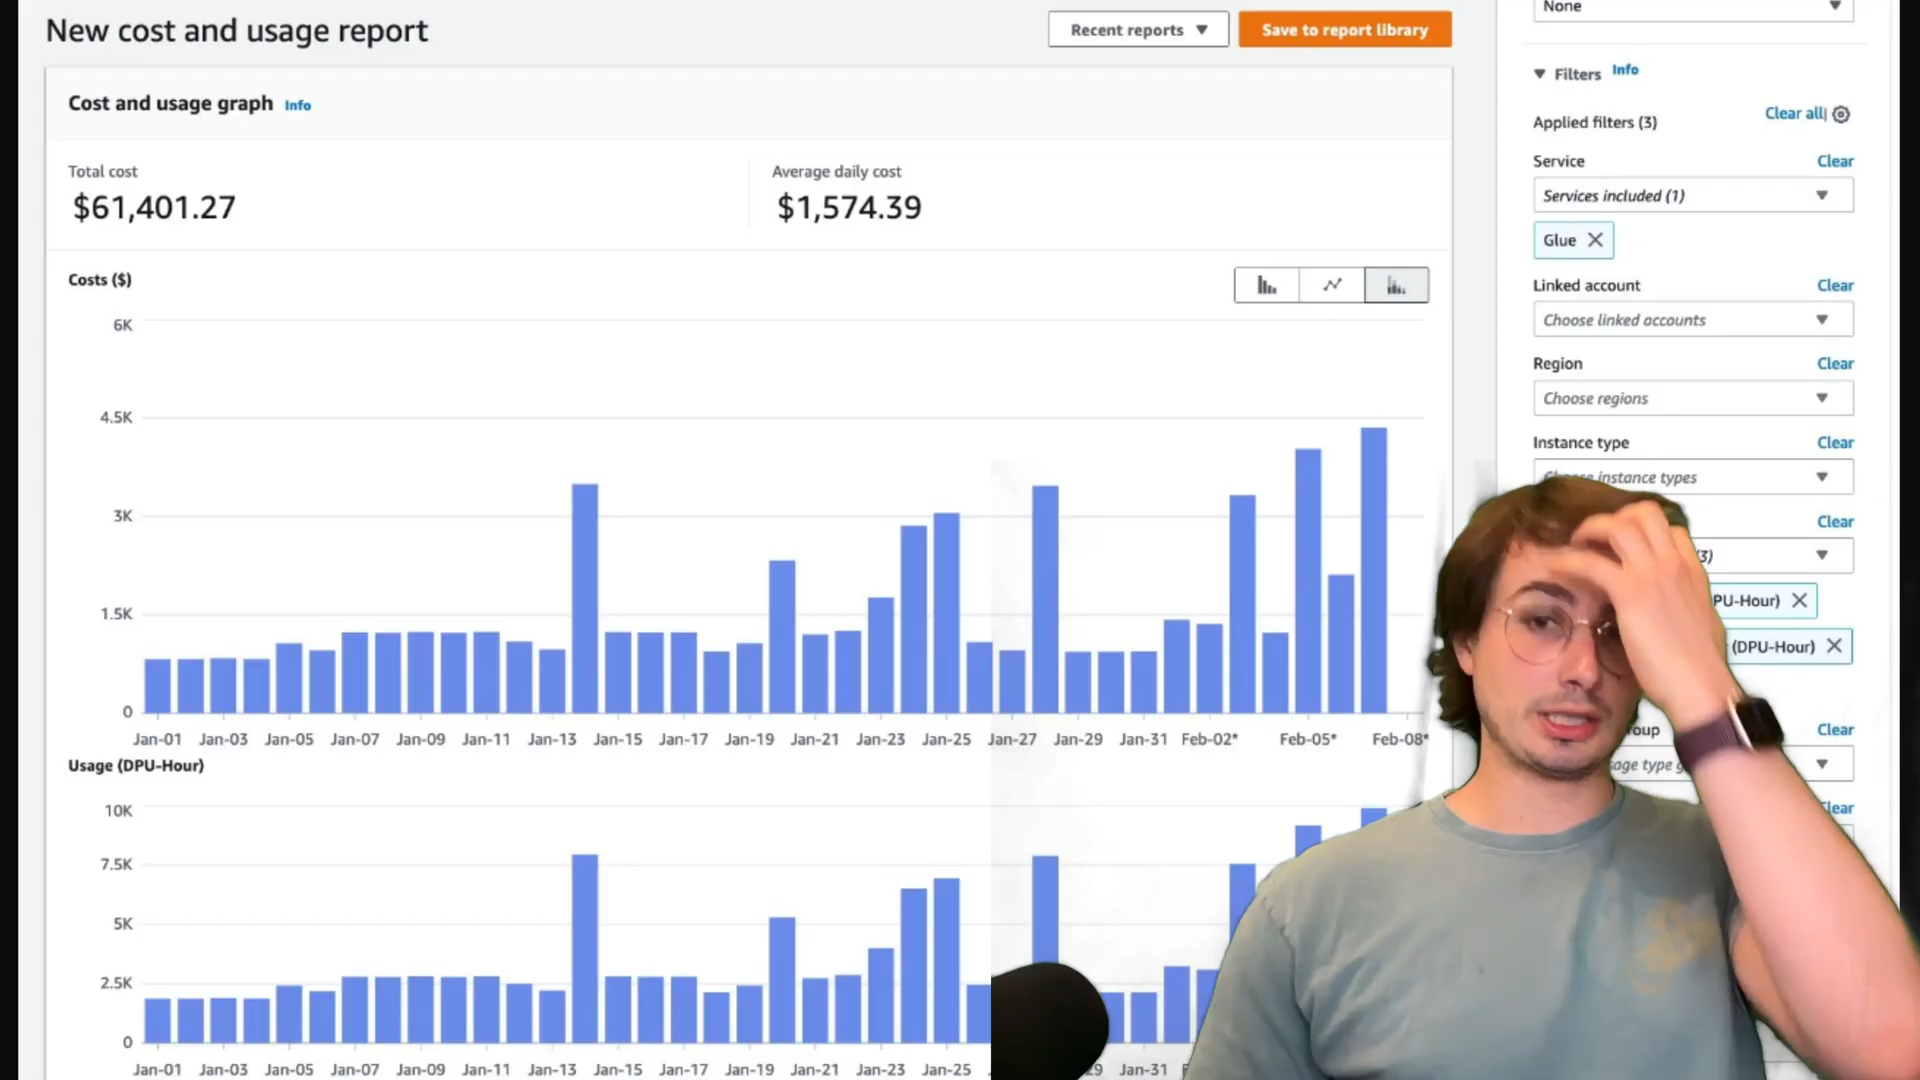 New cost and usage report
Recent reports
Save to report library
Cost and usage graph Info
Total cost
$61,401.27
Average daily cost
$1,574.39
Costs ($)
6K
4.5K
3K
1.5K
0
Jan-01 Jan-03 Jan-05 Jan-07 Jan-09 Jan-11 Jan-13 Jan-15 Jan-17 Jan-19 Jan-21 Jan-23 Jan-25 Jan-27 Jan-29 Jan-31 Feb-02* Feb-05* Feb-08*
Usage (DPU-Hour)
10K
7.5K
5K
2.5K
0
Jan-01 Jan-03 Jan-05 Jan-07 Jan-09 Jan-11 Jan-13 Jan-15 Jan-17 Jan-19 Jan-21 Jan-23 Jan-25 29 Jan-31
None
Filters Info
Applied filters (3)
Clear all
Service Clear
Services included (1)
Glue
Linked account Clear
Choose linked accounts
Region Clear
Choose regions
Instance type Clear
instance types
Clear
(3)
PU-Hour)
(DPU-Hour)
roup Clear
sage type g
Clear